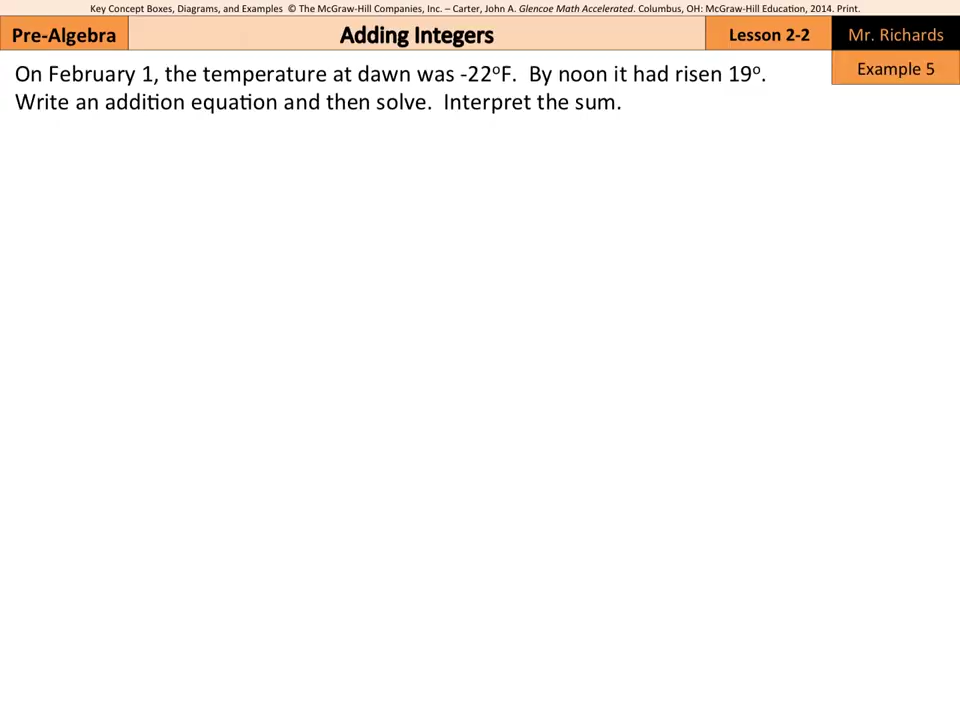 Key Concept Boxes, Diagrams, and Examples © The McGraw-Hill Companies, Inc. – Carter, John A. Glencoe Math Accelerated. Columbus, OH: McGraw-Hill Education, 2014. Print.
Pre-Algebra
Adding Integers
Lesson 2-2
Mr. Richards
Example 5
On February 1, the temperature at dawn was -22ºF. By noon it had risen 19º.
Write an addition equation and then solve. Interpret the sum.